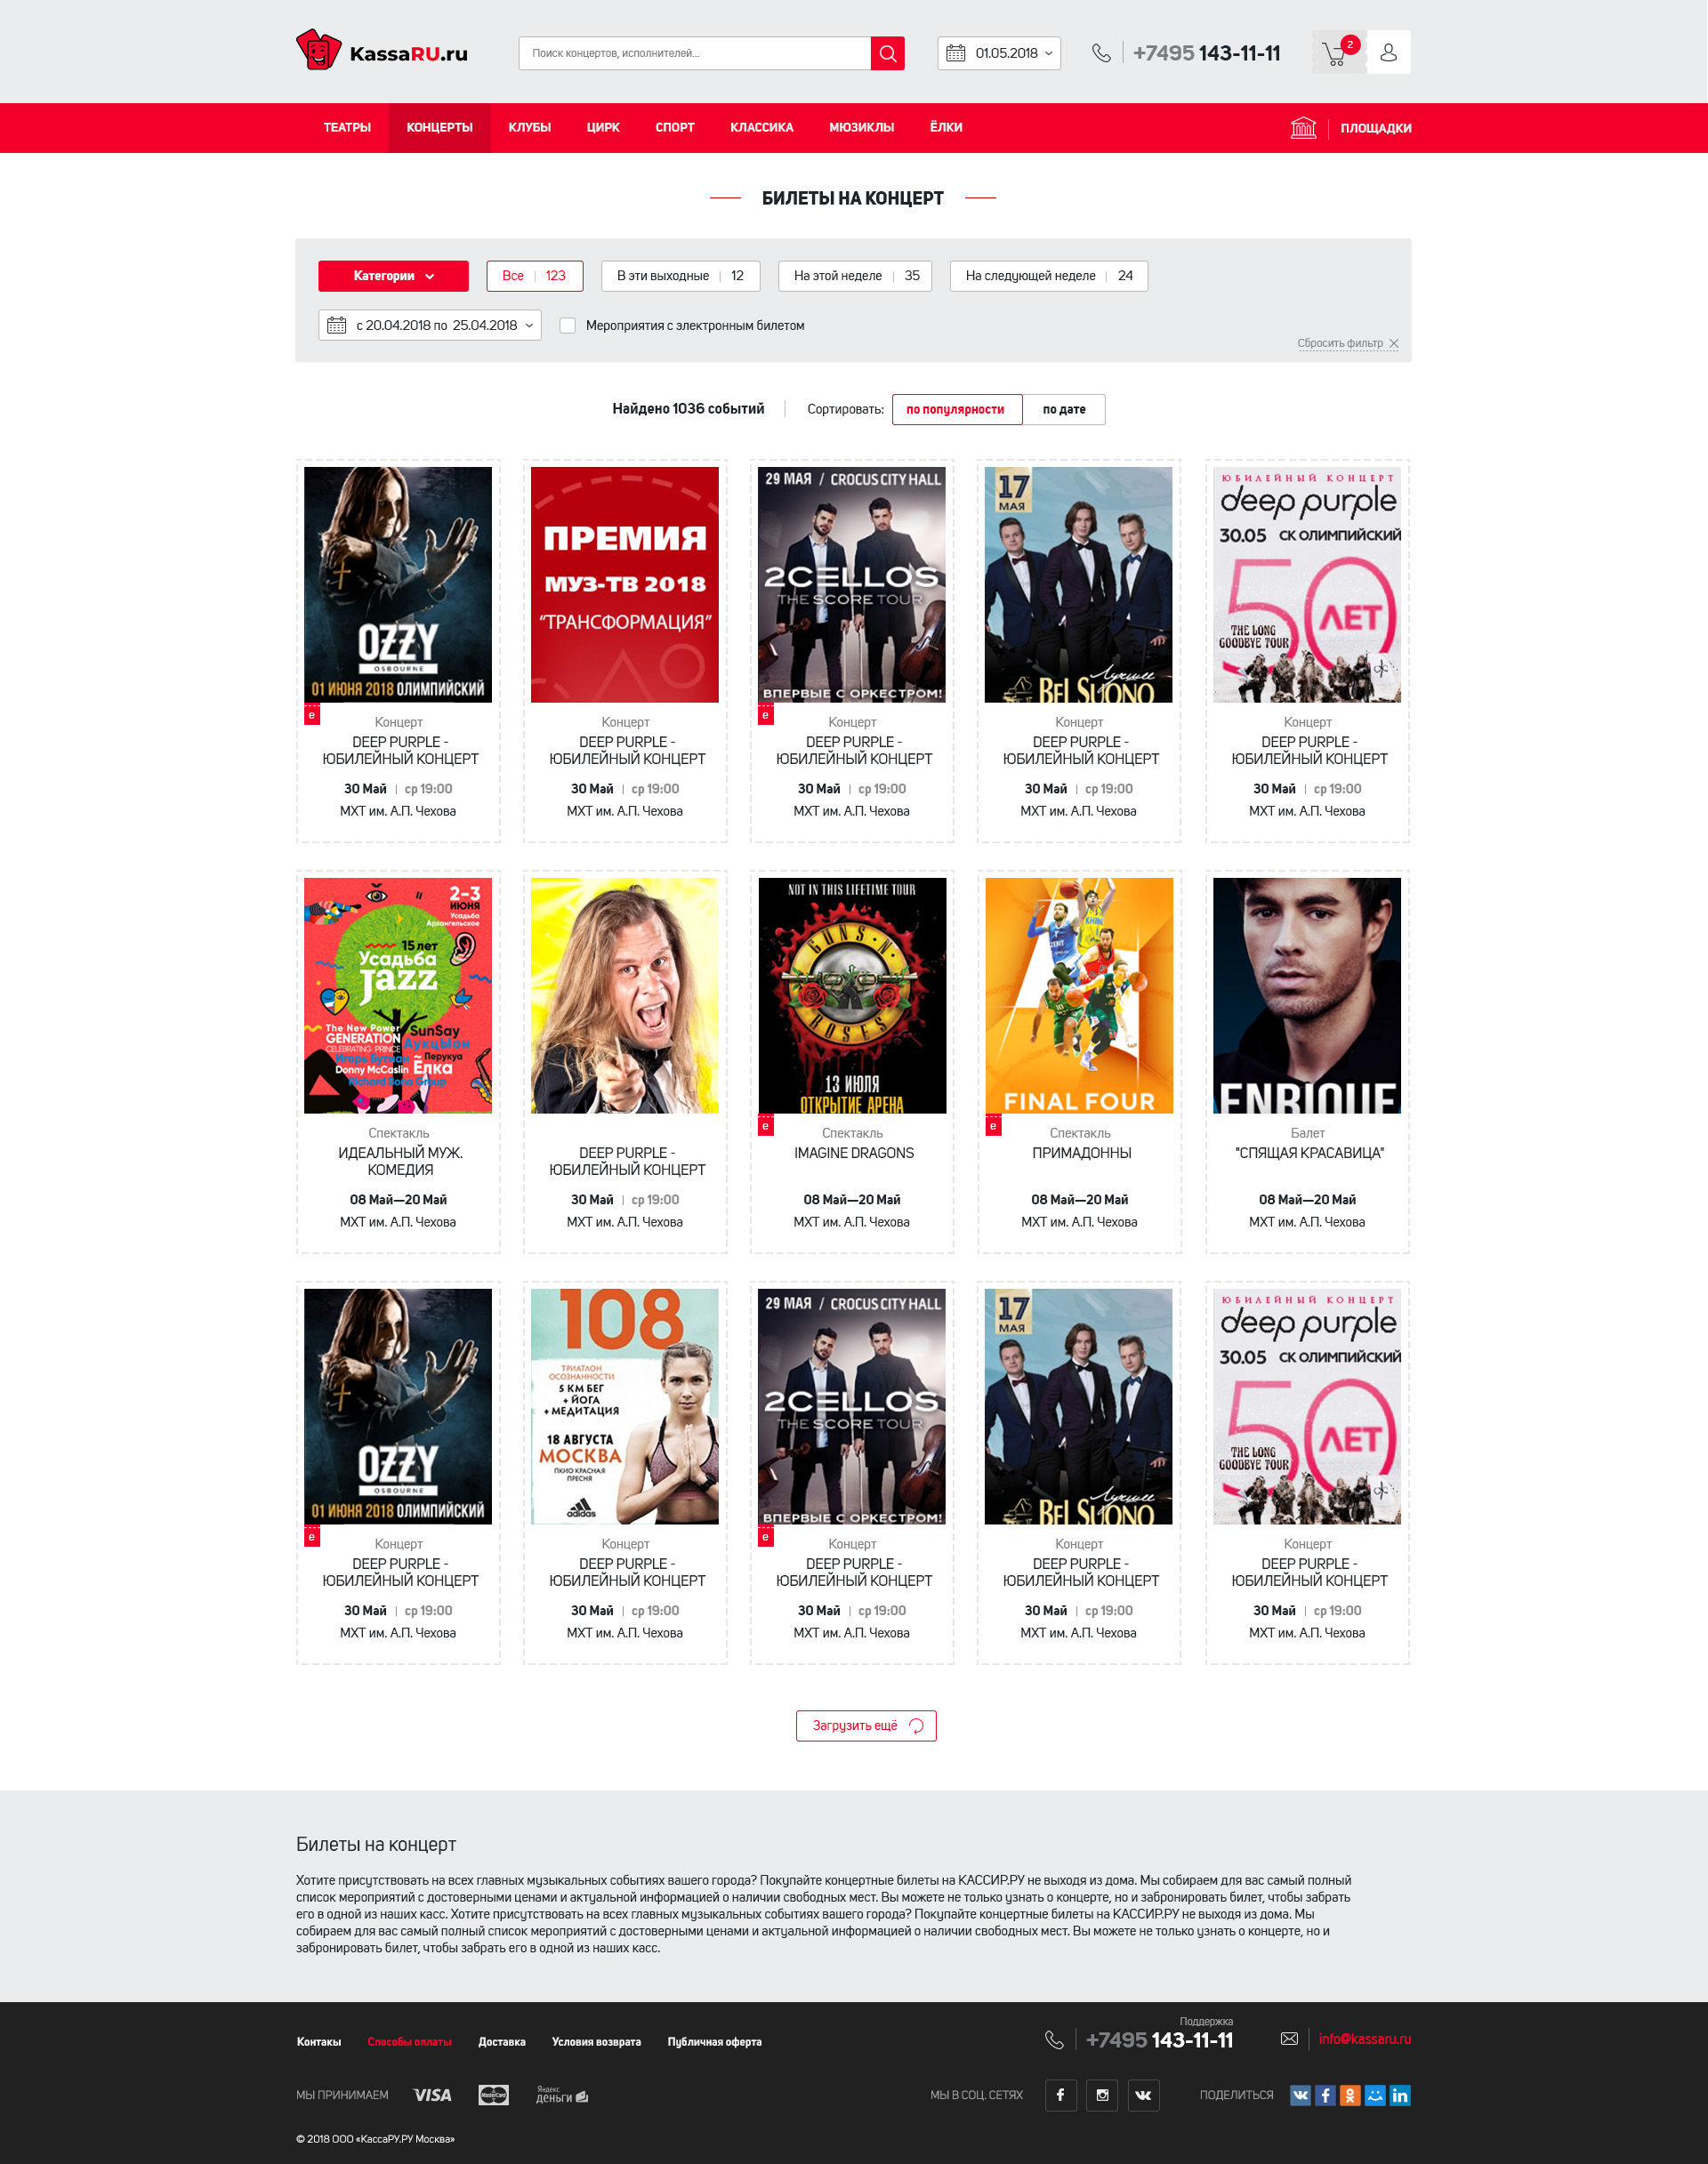 KassaRU.ru
Поиск концертов, исполнителей...
01.05.2018
+7495 143-11-11
2
ТЕАТРЫ КОНЦЕРТЫ КЛУБЫ ЦИРК СПОРТ КЛАССИКА МЮЗИКЛЫ ЁЛКИ ПЛОЩАДКИ
БИЛЕТЫ НА КОНЦЕРТ
Категории
Все 123
В эти выходные 12
На этой неделе 35
На следующей неделе 24
с 20.04.2018 по 25.04.2018
Мероприятия с электронным билетом
Сбросить фильтр
Найдено 1036 событий
Сортировать: по популярности по дате
OZZY
OSBOURNE
01 ИЮНЯ 2018 ОЛИМПИЙСКИЙ
e
Концерт
DEEP PURPLE -
ЮБИЛЕЙНЫЙ КОНЦЕРТ
30 Май ср 19:00
МХТ им. А.П. Чехова
ПРЕМИЯ
МУЗ-ТВ 2018
“ТРАНСФОРМАЦИЯ”
Концерт
DEEP PURPLE -
ЮБИЛЕЙНЫЙ КОНЦЕРТ
30 Май ср 19:00
МХТ им. А.П. Чехова
29 МАЯ / CROCUS CITY HALL
2CELLOS
THE SCORE TOUR
ВПЕРВЫЕ С ОРКЕСТРОМ!
e
Концерт
DEEP PURPLE -
ЮБИЛЕЙНЫЙ КОНЦЕРТ
30 Май ср 19:00
МХТ им. А.П. Чехова
17
МАЯ
Лучшее
BEL SUONO
Концерт
DEEP PURPLE -
ЮБИЛЕЙНЫЙ КОНЦЕРТ
30 Май ср 19:00
МХТ им. А.П. Чехова
ЮБИЛЕЙНЫЙ КОНЦЕРТ
deep purple
30.05 СК ОЛИМПИЙСКИЙ
50 ЛЕТ
THE LONG
GOODBYE TOUR
Концерт
DEEP PURPLE -
ЮБИЛЕЙНЫЙ КОНЦЕРТ
30 Май ср 19:00
МХТ им. А.П. Чехова
2–3
ИЮНЯ
Усадьба
Архангельское
15 лет
Усадьба
jazz
The New Power
GENERATION
CELEBRATING PRINCE
SunSay
АукцЫон
Игорь Бутман
Перукуа
Donny McCaslin
Ёлка
Richard Bona Group
Спектакль
ИДЕАЛЬНЫЙ МУЖ.
КОМЕДИЯ
08 Май—20 Май
МХТ им. А.П. Чехова
DEEP PURPLE -
ЮБИЛЕЙНЫЙ КОНЦЕРТ
30 Май ср 19:00
МХТ им. А.П. Чехова
NOT IN THIS LIFETIME TOUR
GUNS N'
ROSES
13 ИЮЛЯ
ОТКРЫТИЕ АРЕНА
e
Спектакль
IMAGINE DRAGONS
08 Май—20 Май
МХТ им. А.П. Чехова
FINAL FOUR
e
Спектакль
ПРИМАДОННЫ
08 Май—20 Май
МХТ им. А.П. Чехова
ENRIQUE
Балет
"СПЯЩАЯ КРАСАВИЦА"
08 Май—20 Май
МХТ им. А.П. Чехова
OZZY
OSBOURNE
01 ИЮНЯ 2018 ОЛИМПИЙСКИЙ
e
Концерт
DEEP PURPLE -
ЮБИЛЕЙНЫЙ КОНЦЕРТ
30 Май ср 19:00
МХТ им. А.П. Чехова
108
ТРИАТЛОН
ОСОЗНАННОСТИ
5 КМ БЕГ
+ ЙОГА
+ МЕДИТАЦИЯ
18 АВГУСТА
МОСКВА
ПКИО КРАСНАЯ
ПРЕСНЯ
adidas
Концерт
DEEP PURPLE -
ЮБИЛЕЙНЫЙ КОНЦЕРТ
30 Май ср 19:00
МХТ им. А.П. Чехова
29 МАЯ / CROCUS CITY HALL
2CELLOS
THE SCORE TOUR
ВПЕРВЫЕ С ОРКЕСТРОМ!
e
Концерт
DEEP PURPLE -
ЮБИЛЕЙНЫЙ КОНЦЕРТ
30 Май ср 19:00
МХТ им. А.П. Чехова
17
МАЯ
Лучшее
BEL SUONO
Концерт
DEEP PURPLE -
ЮБИЛЕЙНЫЙ КОНЦЕРТ
30 Май ср 19:00
МХТ им. А.П. Чехова
ЮБИЛЕЙНЫЙ КОНЦЕРТ
deep purple
30.05 СК ОЛИМПИЙСКИЙ
50 ЛЕТ
THE LONG
GOODBYE TOUR
Концерт
DEEP PURPLE -
ЮБИЛЕЙНЫЙ КОНЦЕРТ
30 Май ср 19:00
МХТ им. А.П. Чехова
Загрузить ещё
Билеты на концерт
Хотите присутствовать на всех главных музыкальных событиях вашего города? Покупайте концертные билеты на КАССИР.РУ не выходя из дома. Мы собираем для вас самый полный
список мероприятий с достоверными ценами и актуальной информацией о наличии свободных мест. Вы можете не только узнать о концерте, но и забронировать билет, чтобы забрать
его в одной из наших касс. Хотите присутствовать на всех главных музыкальных событиях вашего города? Покупайте концертные билеты на КАССИР.РУ не выходя из дома. Мы
собираем для вас самый полный список мероприятий с достоверными ценами и актуальной информацией о наличии свободных мест. Вы можете не только узнать о концерте, но и
забронировать билет, чтобы забрать его в одной из наших касс.
Контакы Способы оплаты Доставка Условия возврата Публичная оферта
Поддержка
+7495 143-11-11
info@kassaru.ru
МЫ ПРИНИМАЕМ VISA MasterCard Яндекс деньги
МЫ В СОЦ. СЕТЯХ
ПОДЕЛИТЬСЯ
© 2018 ООО «КассаРУ.РУ Москва»